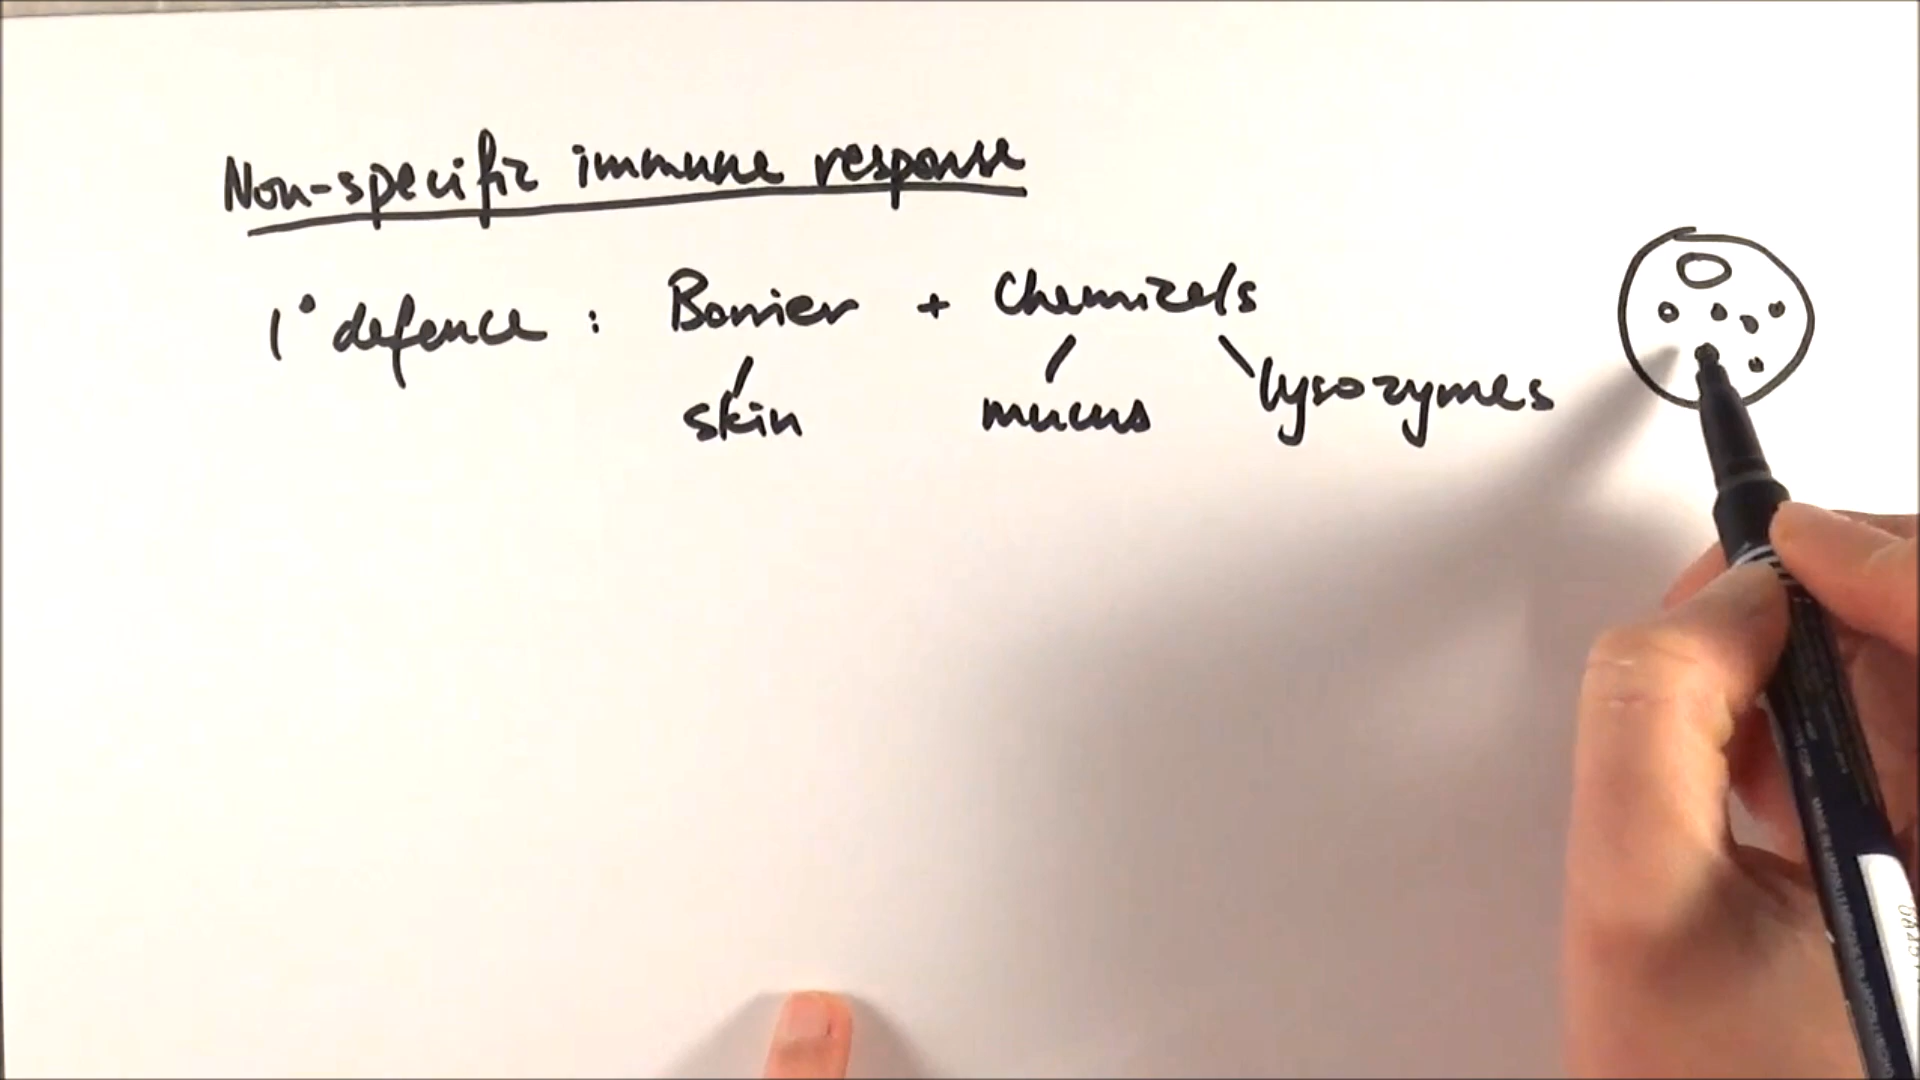 Non-specific immune response
1° defence : Barrier + Chemicals
skin mucus lysozymes